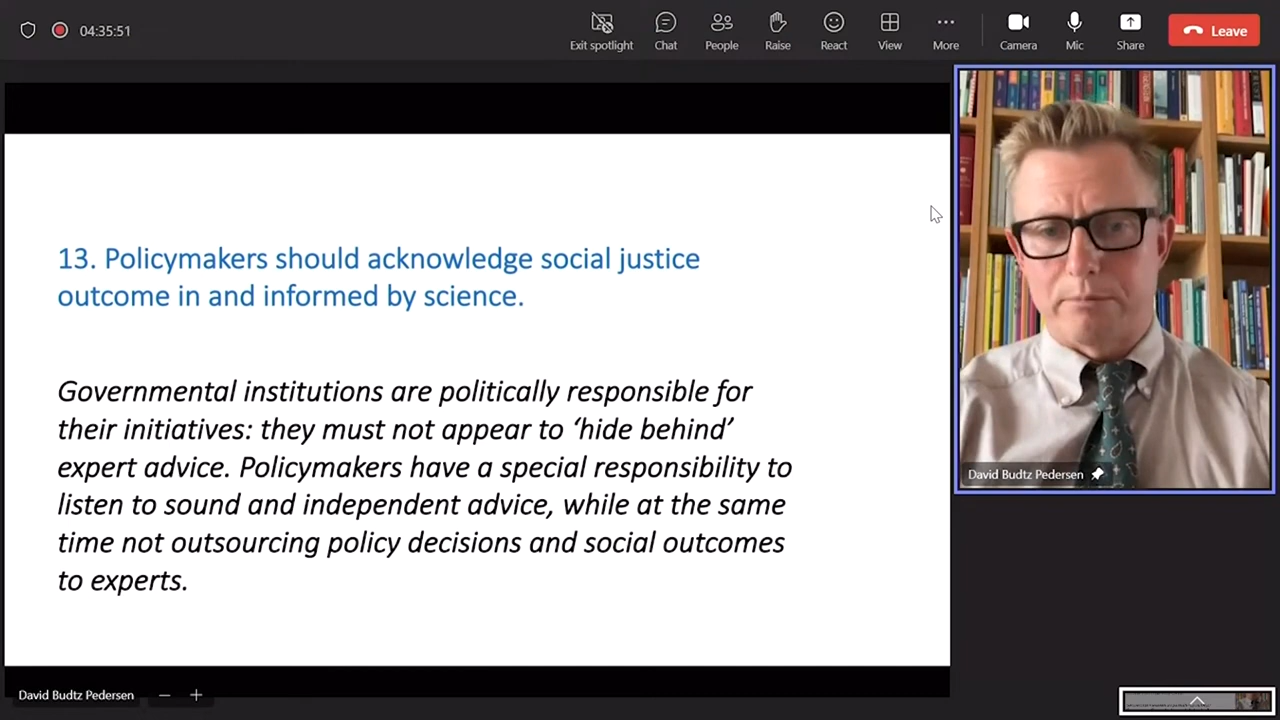 04:35:51
Exit spotlight
Chat
People
Raise
React
View
More
Camera
Mic
Share
Leave
13. Policymakers should acknowledge social justice
outcome in and informed by science.
Governmental institutions are politically responsible for
their initiatives: they must not appear to ‘hide behind’
expert advice. Policymakers have a special responsibility to
listen to sound and independent advice, while at the same
time not outsourcing policy decisions and social outcomes
to experts.
David Budtz Pedersen
David Budtz Pedersen